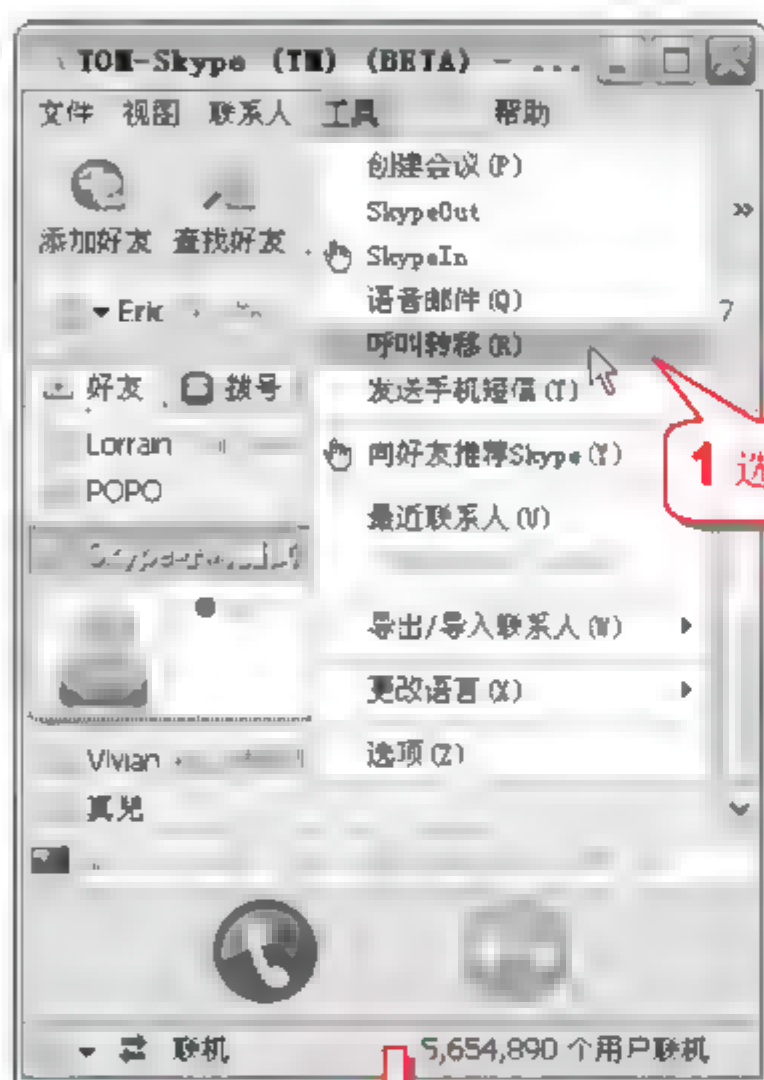 TOM-Skype (TM) (BETA) - ...
文件 视图 联系人 工具 帮助
创建会议(P)
SkypeOut
SkypeIn
语音邮件(Q)
呼叫转移(R)
发送手机短信(T)
向好友推荐Skype(Y)
最近联系人(V)
导出/导入联系人(W)
更改语言(X)
选项(Z)
添加好友 查找好友
»
Eric
7
好友 拨号
Lorrain
POPO
Vivian
真兒
1 选
联机 5,654,890 个用户联机